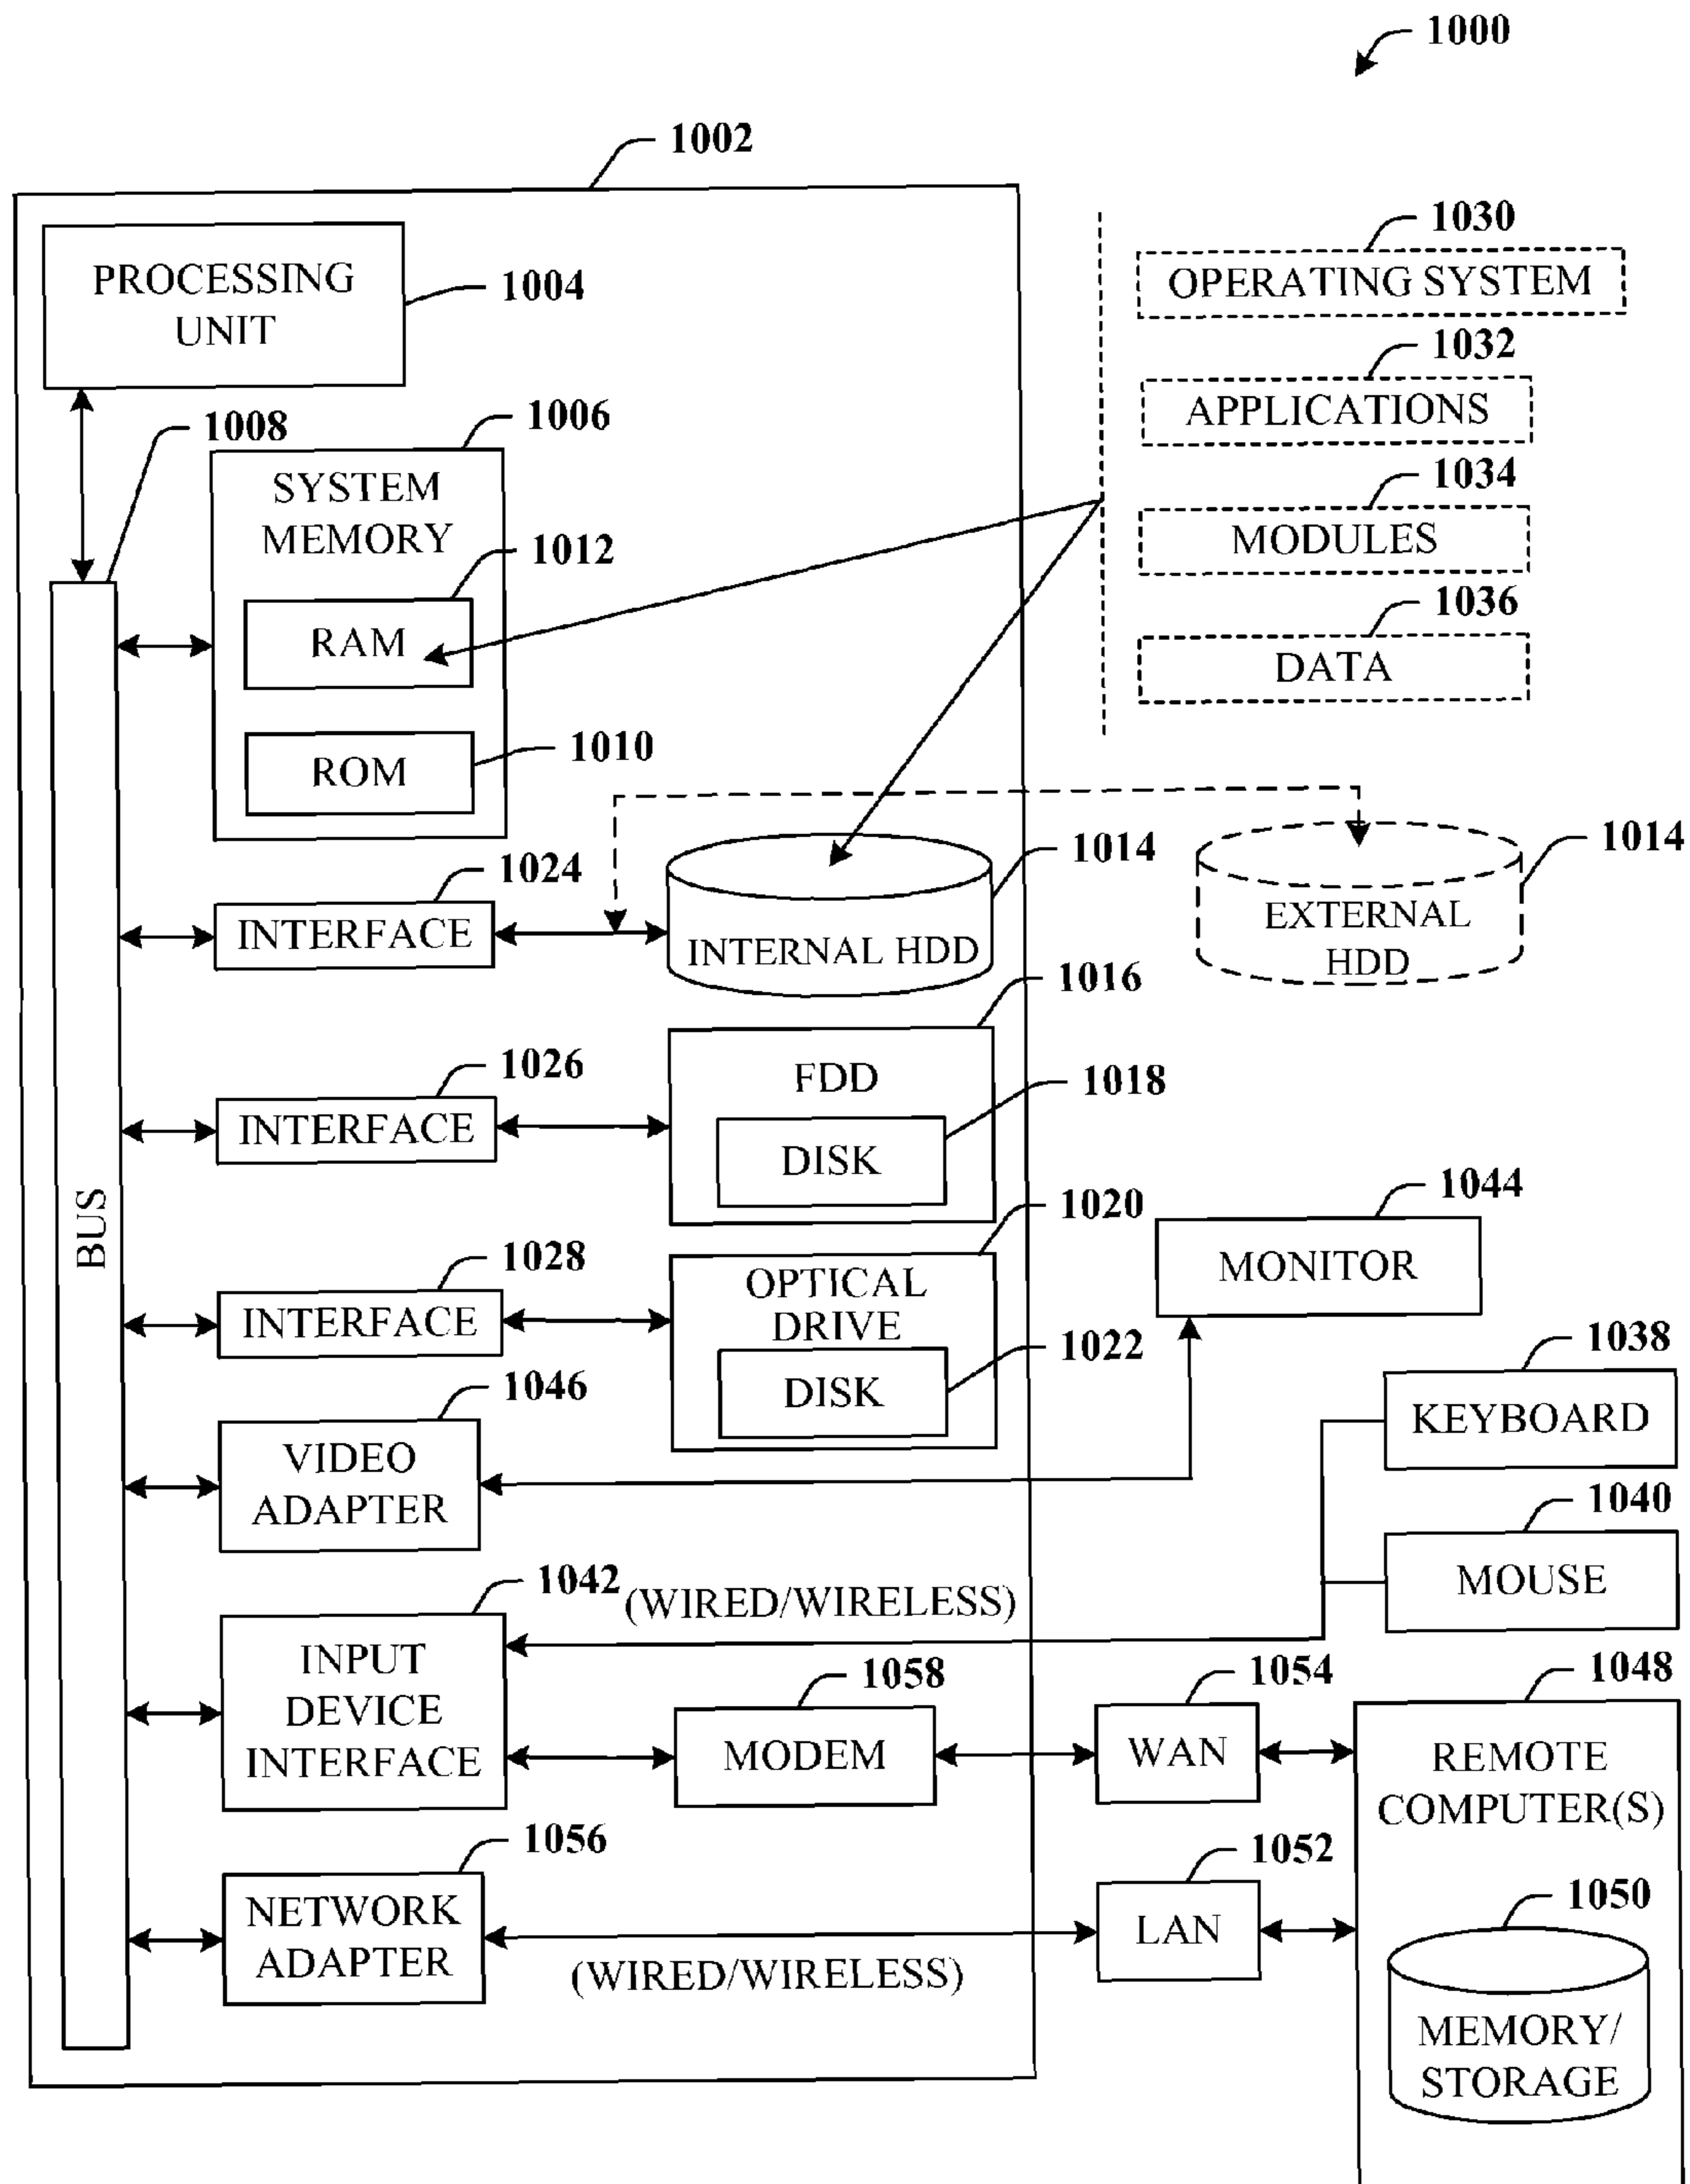 1000
1002
PROCESSING
UNIT
1004
1030
OPERATING SYSTEM
1032
APPLICATIONS
1034
MODULES
1036
DATA
1008
1006
SYSTEM
MEMORY
1012
RAM
1010
ROM
1024
INTERFACE
1014
INTERNAL HDD
1014
EXTERNAL
HDD
1026
INTERFACE
1016
FDD
1018
DISK
BUS
1028
INTERFACE
1020
OPTICAL
DRIVE
1022
DISK
1044
MONITOR
1046
VIDEO
ADAPTER
1038
KEYBOARD
1040
MOUSE
1042
(WIRED/WIRELESS)
INPUT
DEVICE
INTERFACE
1058
MODEM
1054
WAN
1048
REMOTE
COMPUTER(S)
1056
NETWORK
ADAPTER
(WIRED/WIRELESS)
1052
LAN
1050
MEMORY/
STORAGE